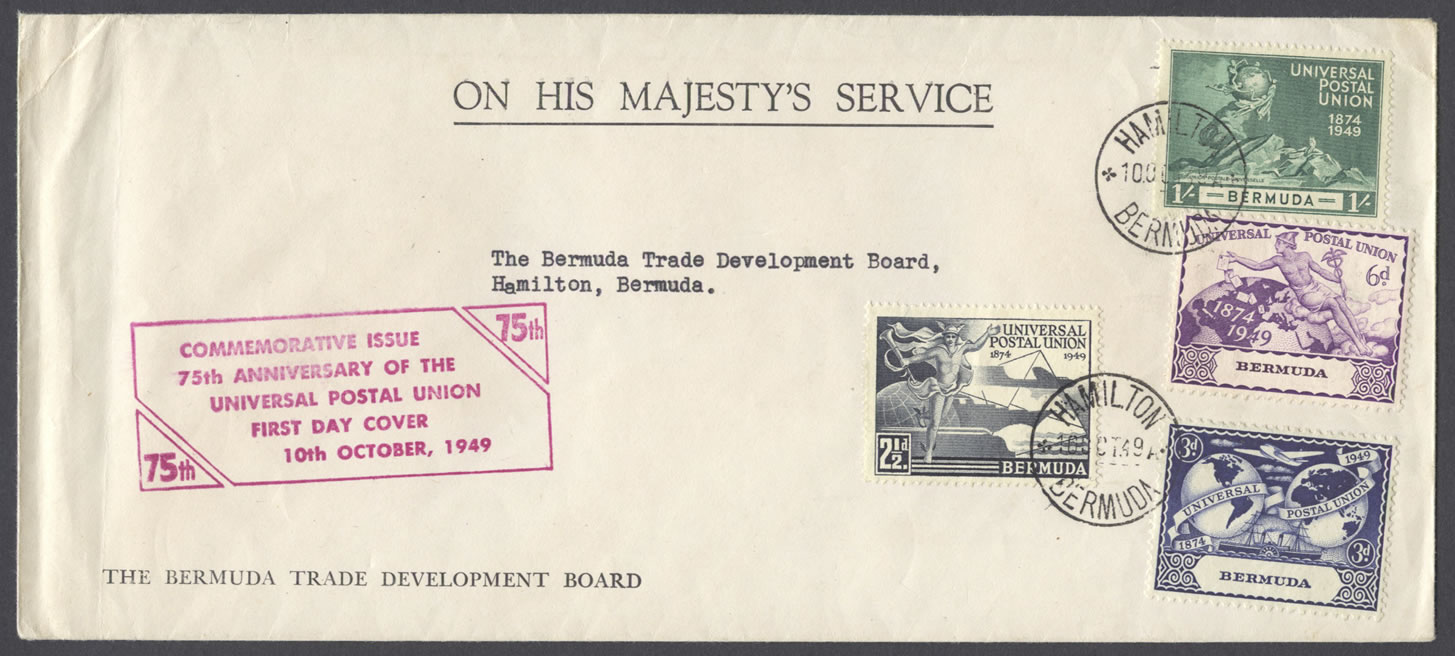 ON HIS MAJESTY'S SERVICE
UNIVERSAL
POSTAL
UNION
1874
1949
1/- BERMUDA 1/-
HAMILTON
BERMUDA
UNIVERSAL POSTAL UNION
6d.
1874
1949
BERMUDA
The Bermuda Trade Development Board,
Hamilton, Bermuda.
COMMEMORATIVE ISSUE
75th ANNIVERSARY OF THE
UNIVERSAL POSTAL UNION
FIRST DAY COVER
10th OCTOBER, 1949
75th
75th
UNIVERSAL
POSTAL UNION
1874 1949
2½d.
BERMUDA
HAMILTON
BERMUDA
3d 1949
UNIVERSAL POSTAL UNION
1874 3d
BERMUDA
THE BERMUDA TRADE DEVELOPMENT BOARD